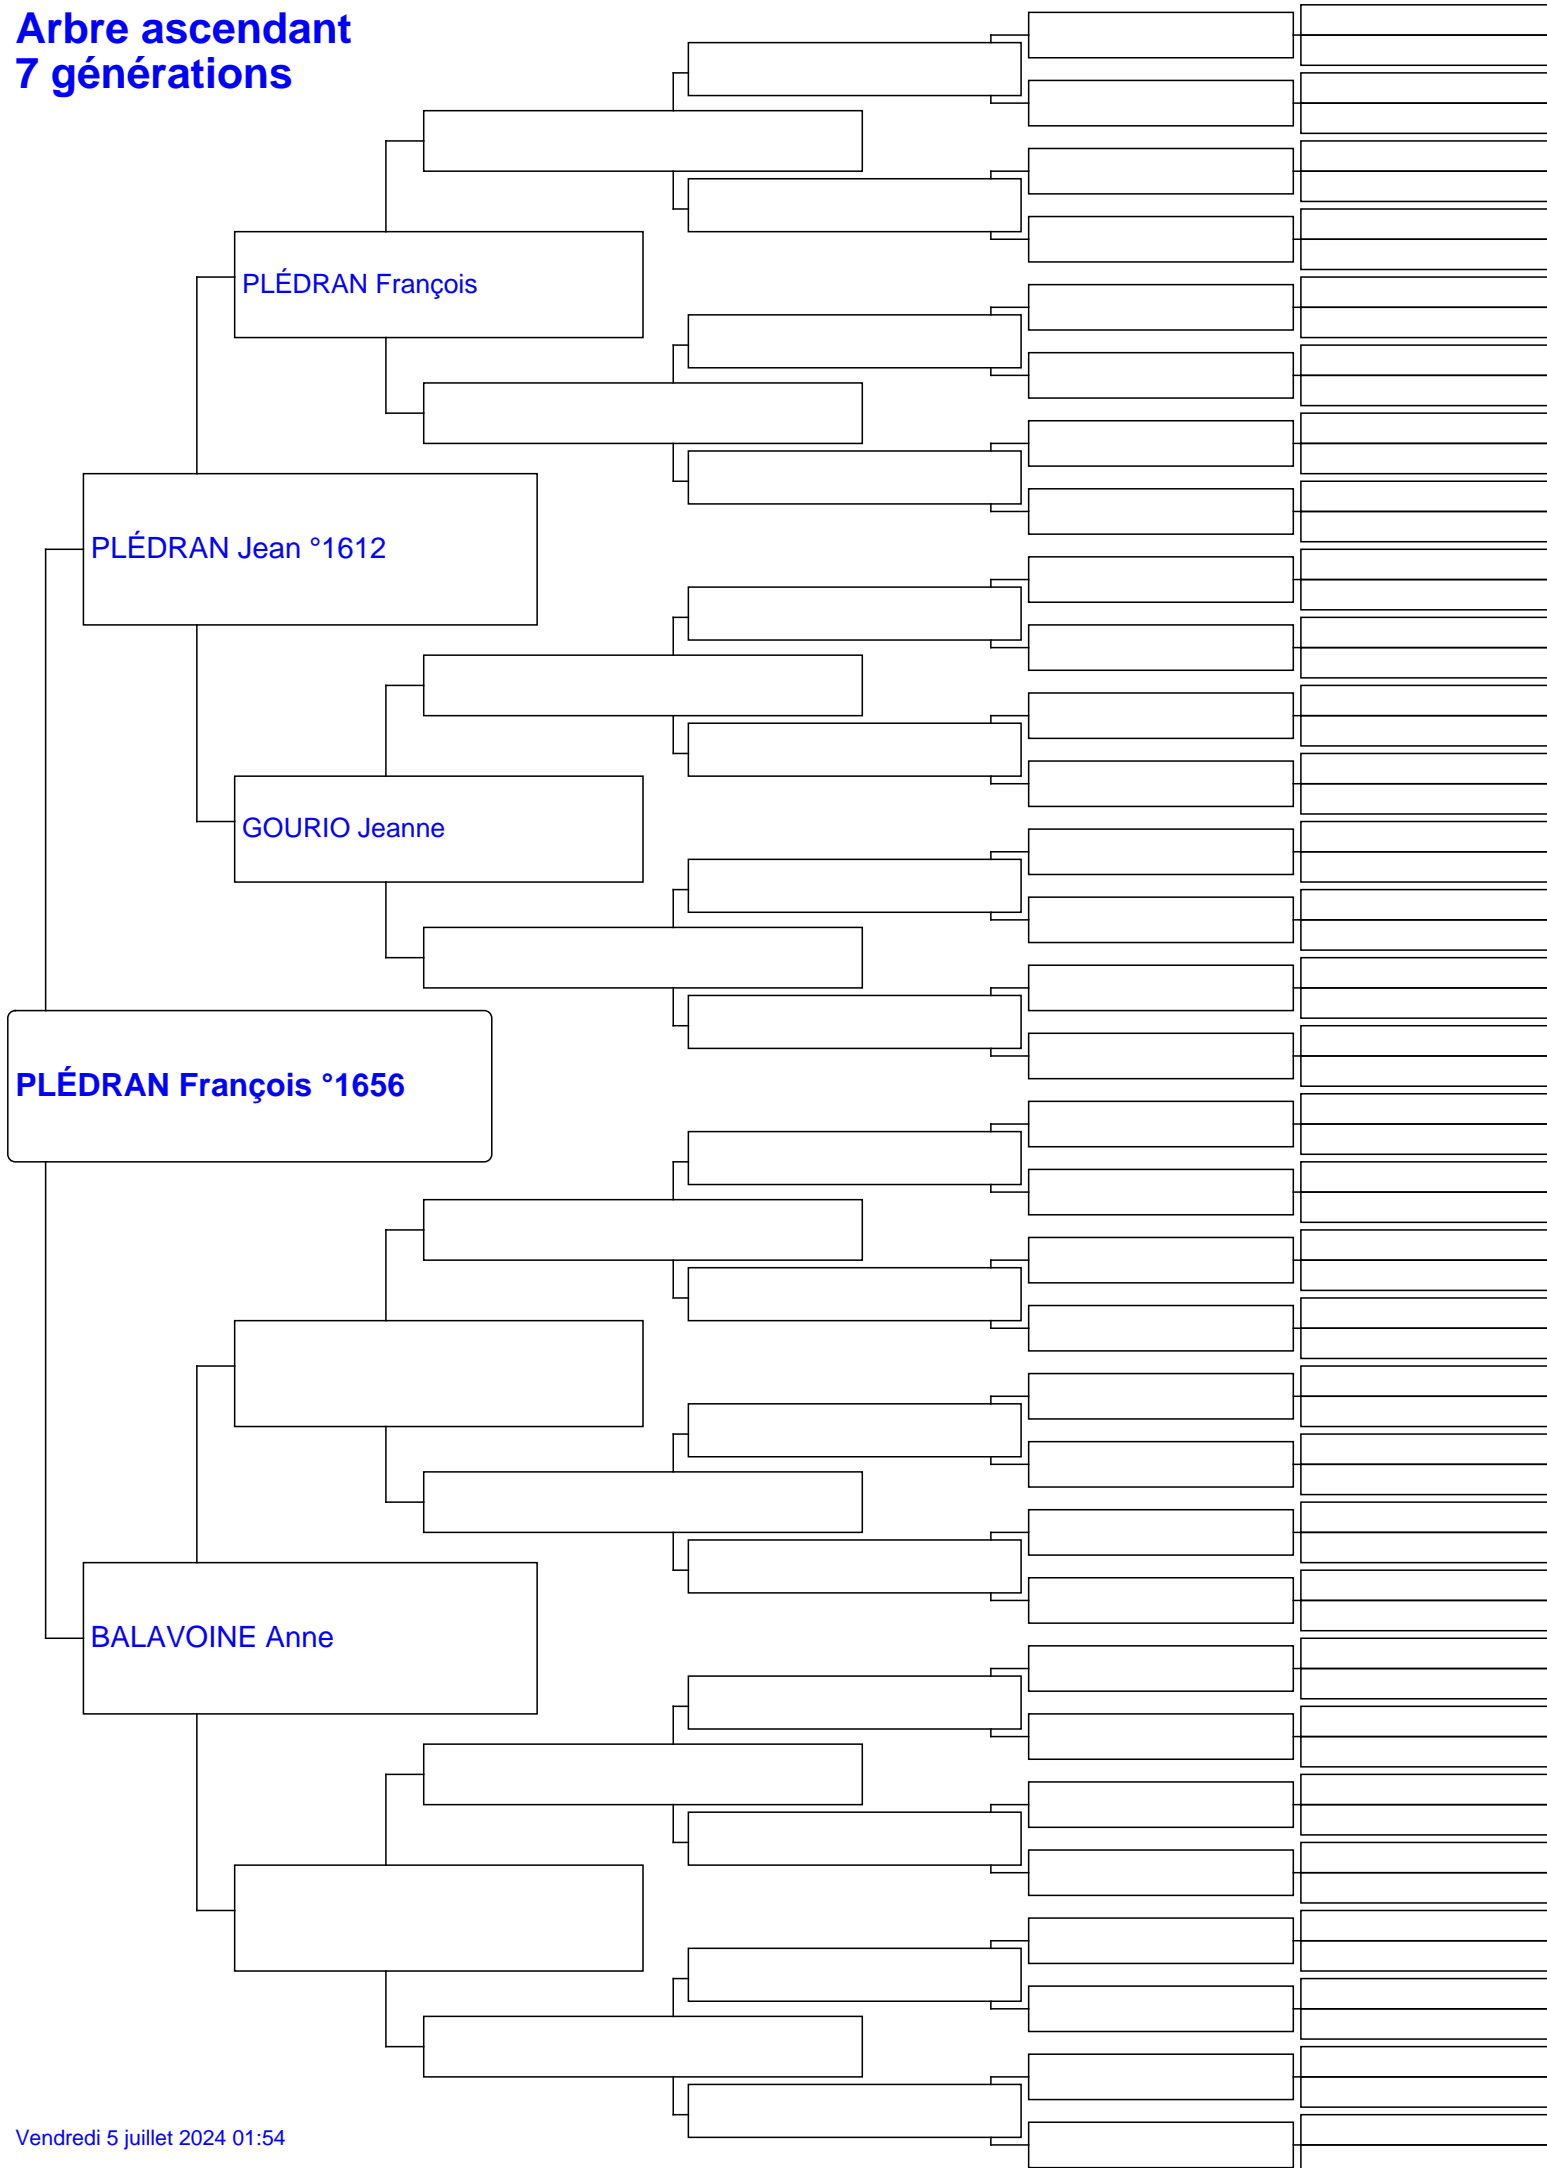 Arbre ascendant
7 générations
PLÉDRAN François
PLÉDRAN Jean °1612
GOURIO Jeanne
PLÉDRAN François °1656
BALAVOINE Anne
Vendredi 5 juillet 2024 01:54